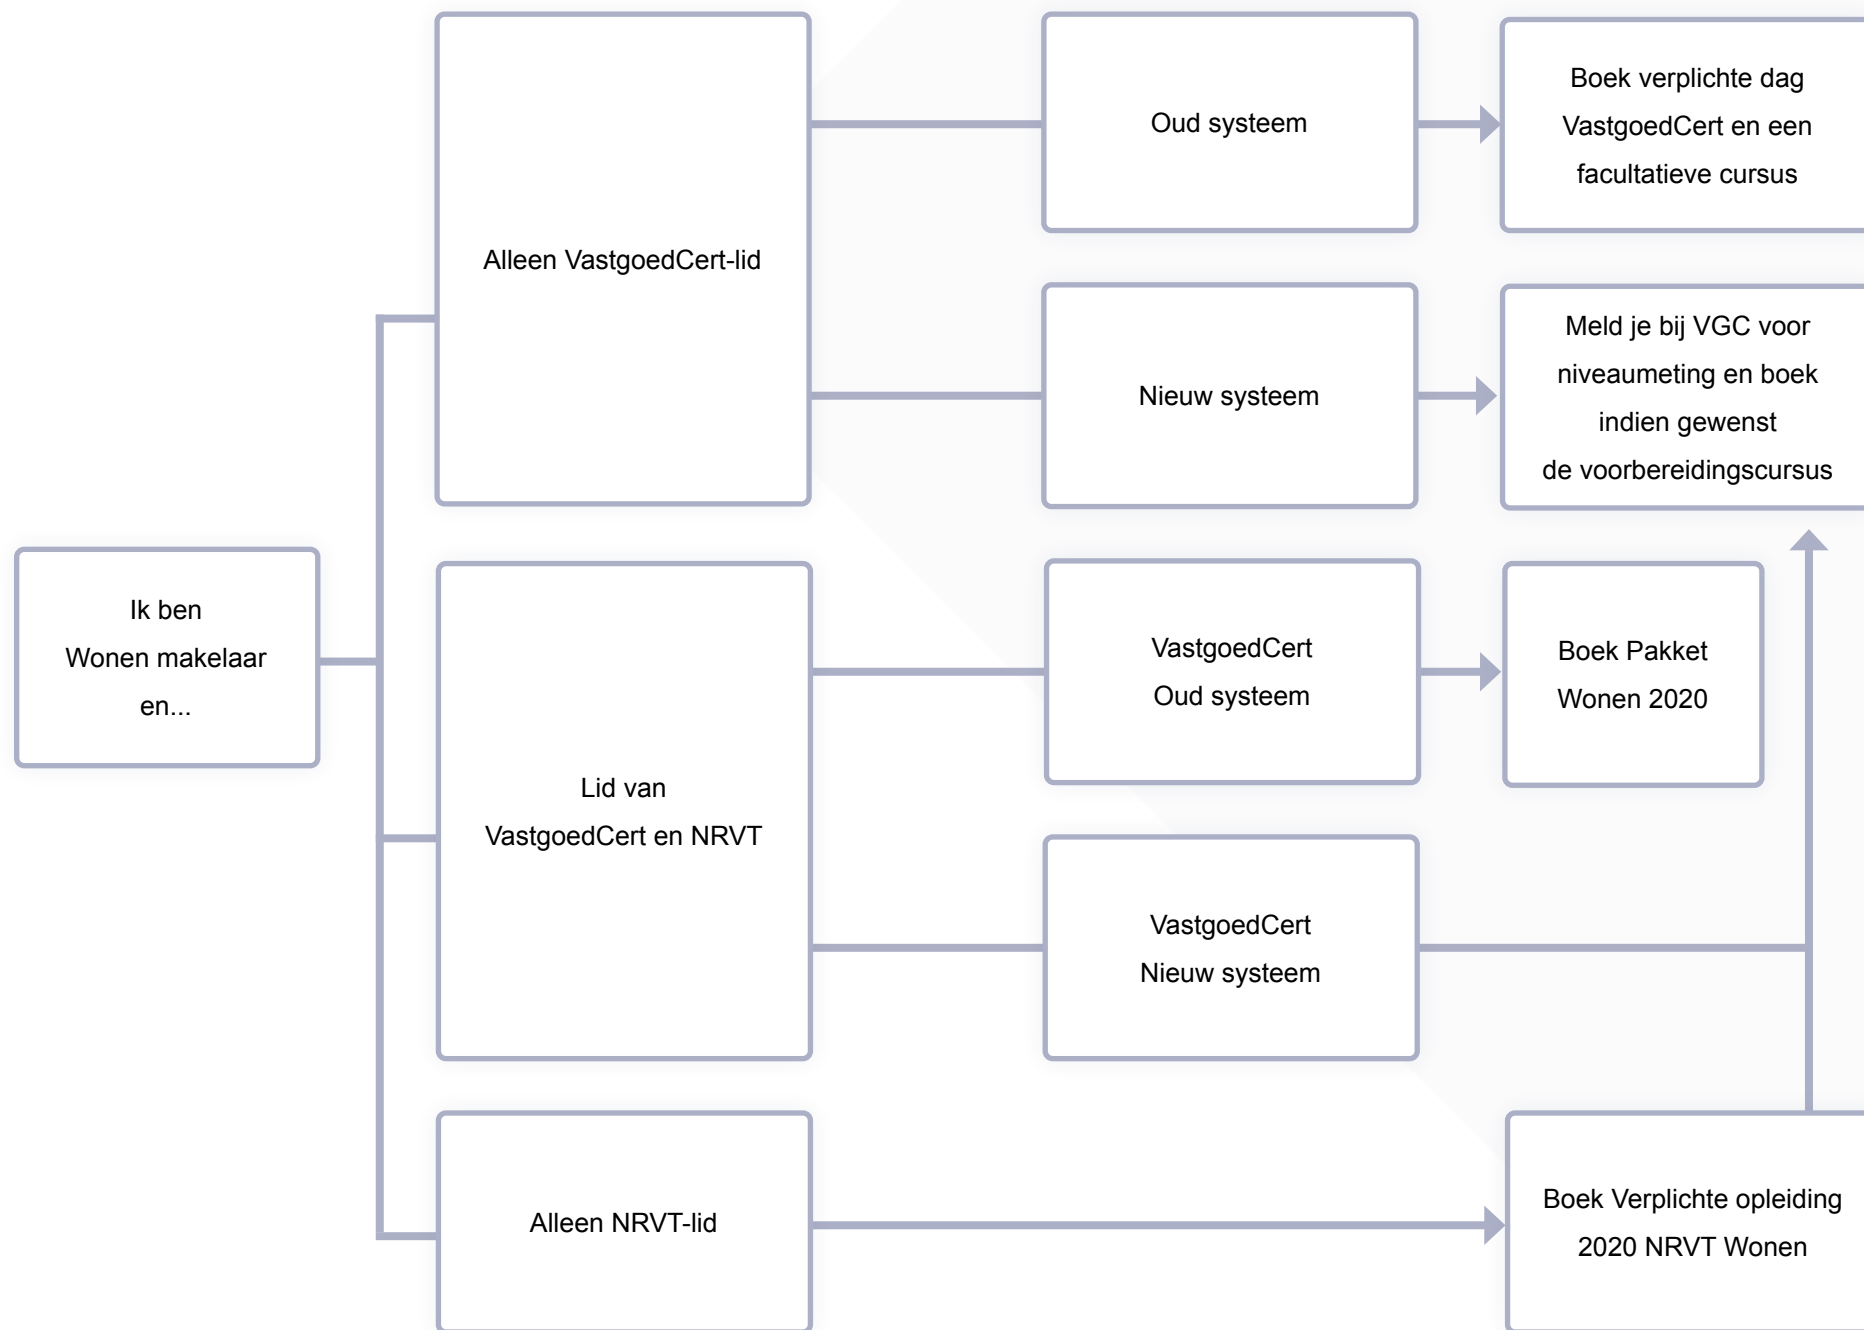 Ik ben
Wonen makelaar
en...
Alleen VastgoedCert-lid
Oud systeem
Boek verplichte dag
VastgoedCert en een
facultatieve cursus
Nieuw systeem
Meld je bij VGC voor
niveaumeting en boek
indien gewenst
de voorbereidingscursus
Lid van
VastgoedCert en NRVT
VastgoedCert
Oud systeem
Boek Pakket
Wonen 2020
VastgoedCert
Nieuw systeem
Alleen NRVT-lid
Boek Verplichte opleiding
2020 NRVT Wonen